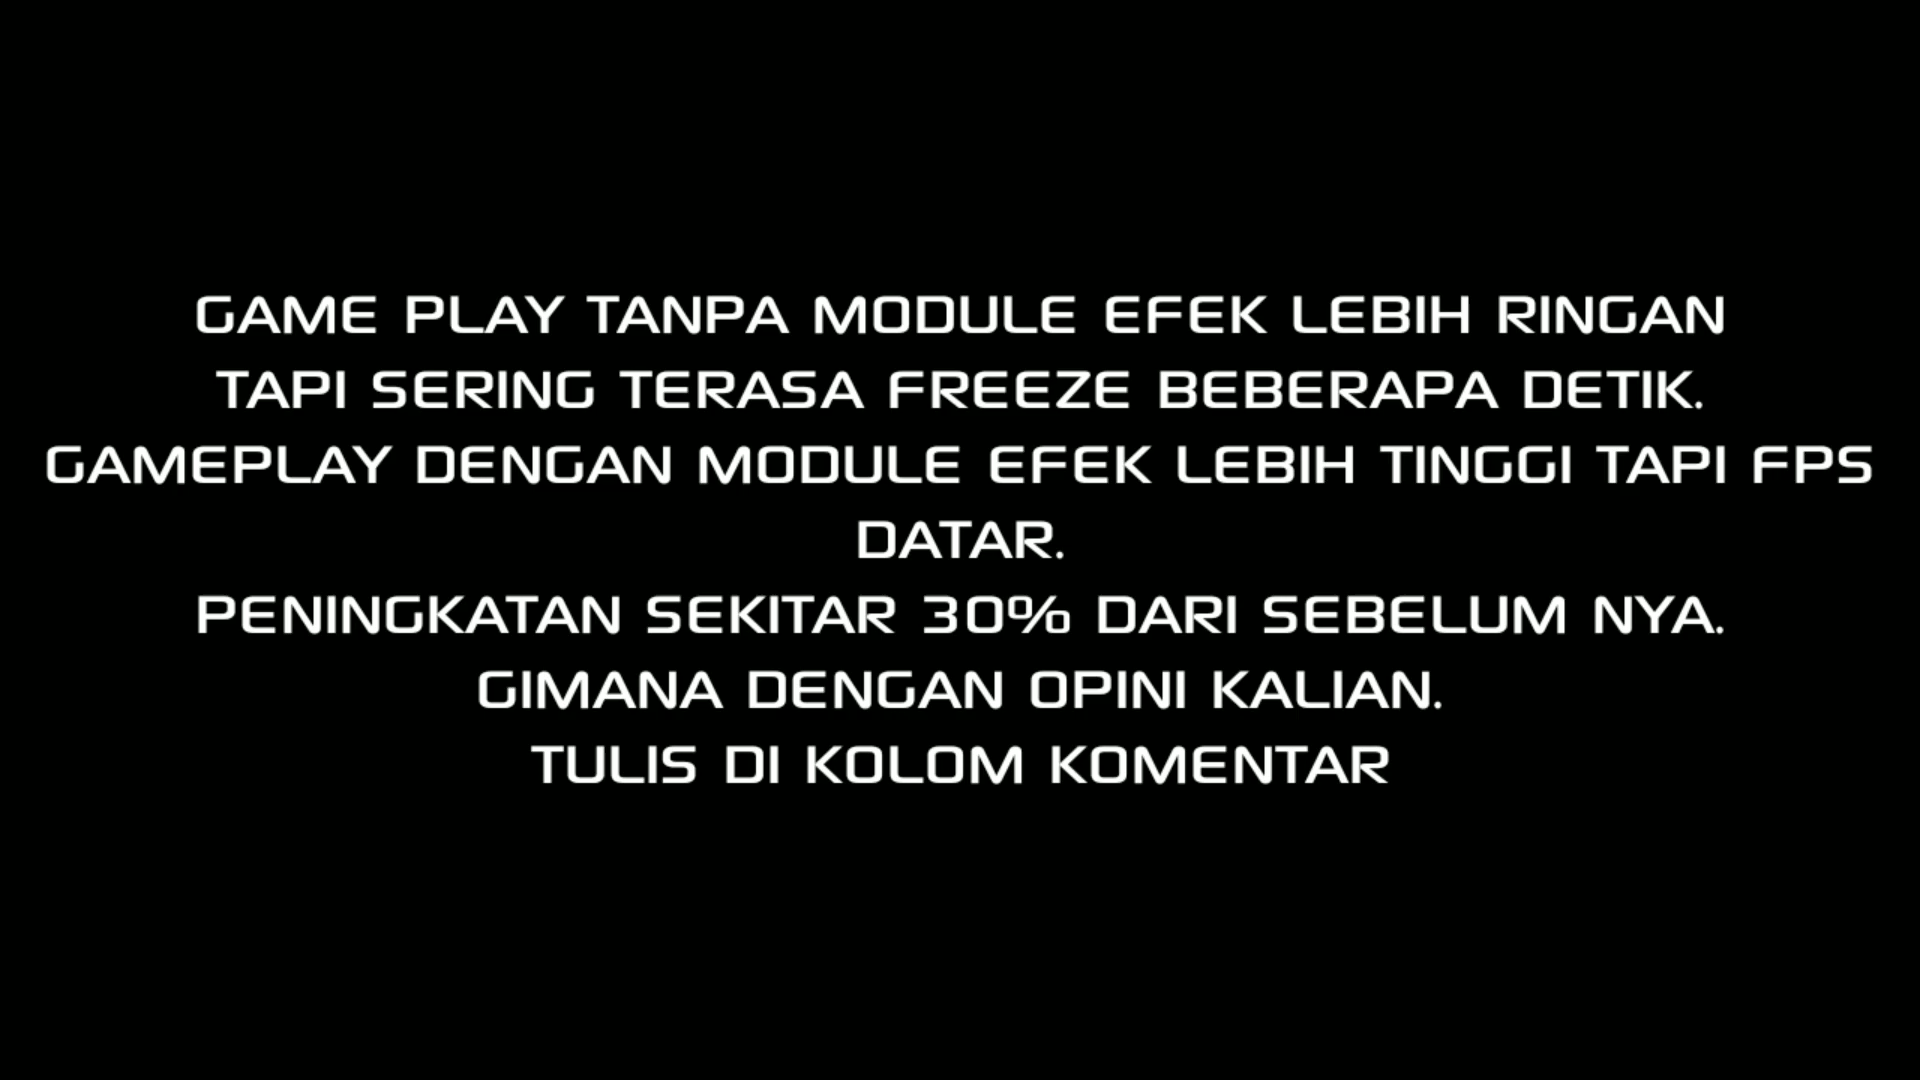 GAME PLAY TANPA MODULE EFEK LEBIH RINGAN
TAPI SERING TERASA FREEZE BEBERAPA DETIK.
GAMEPLAY DENGAN MODULE EFEK LEBIH TINGGI TAPI FPS
DATAR.
PENINGKATAN SEKITAR 30% DARI SEBELUM NYA.
GIMANA DENGAN OPINI KALIAN.
TULIS DI KOLOM KOMENTAR